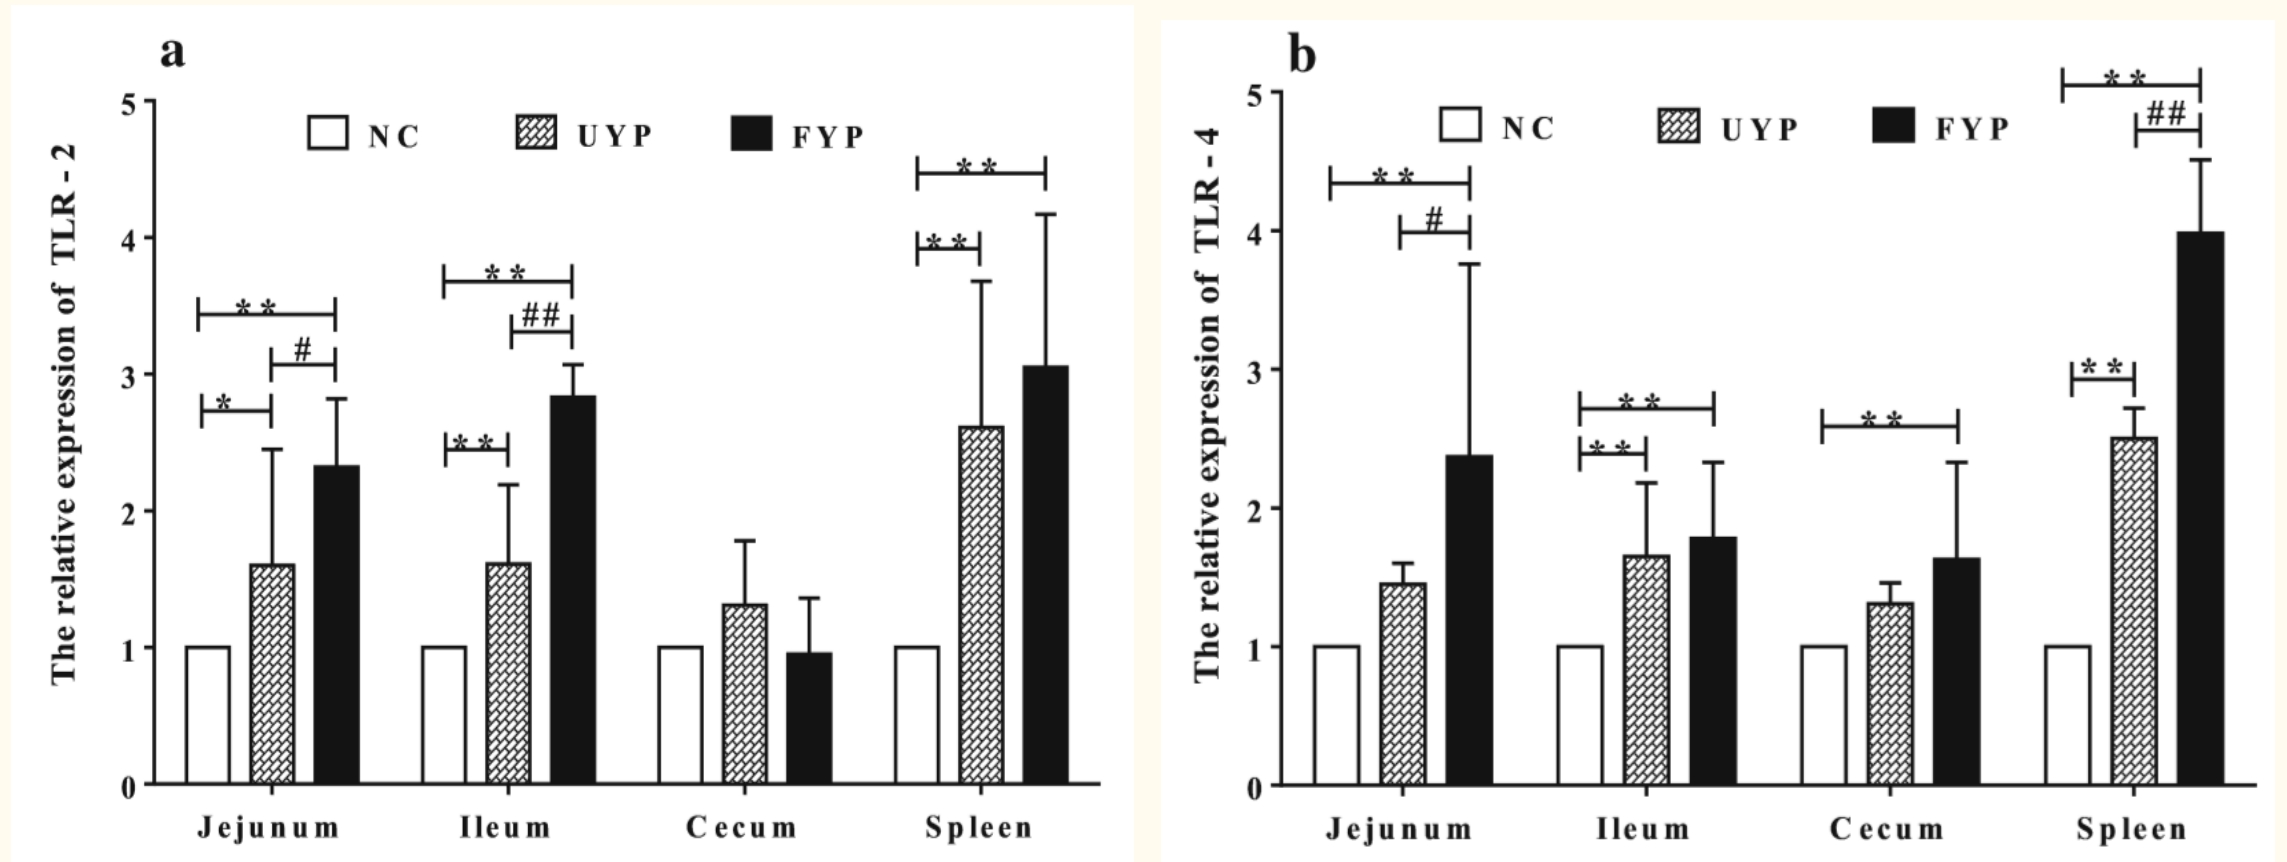 a
The relative expression of TLR - 2
5
4
3
2
1
0
NC
UYP
FYP
**
#
*
**
##
**
**
**
Jejunum
Ileum
Cecum
Spleen
b
The relative expression of TLR - 4
5
4
3
2
1
0
NC
UYP
FYP
**
#
**
**
**
**
##
**
Jejunum
Ileum
Cecum
Spleen